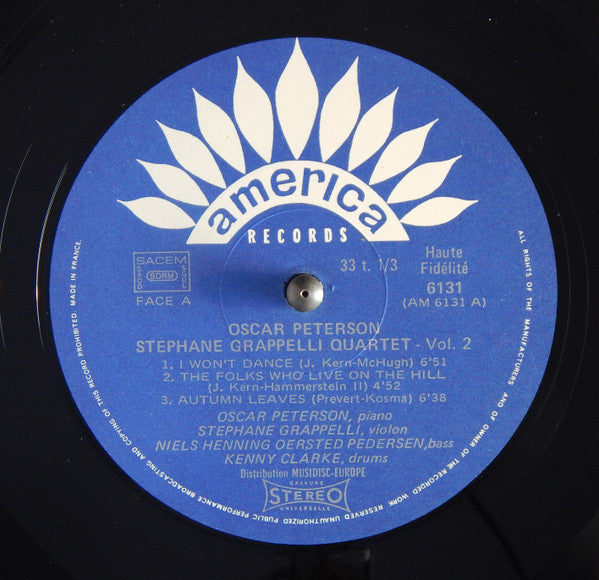 america
RECORDS
SACEM
SACD
SDRM
SGDL
FACE A
33 t. 1/3
Haute
Fidélité
6131
(AM 6131 A)
OSCAR PETERSON
STEPHANE GRAPPELLI QUARTET - Vol. 2
1. I WON'T DANCE (J. Kern-McHugh) 6'51
2. THE FOLKS WHO LIVE ON THE HILL
(J. Kern-Hammerstein II) 4'52
3. AUTUMN LEAVES (Prevert-Kosma) 6'38
OSCAR PETERSON, piano
STEPHANE GRAPPELLI, violon
NIELS HENNING OERSTED PEDERSEN, bass
KENNY CLARKE, drums
Distribution MUSIDISC-EUROPE
GRAVURE
STEREO
UNIVERSELLE
ALL RIGHTS OF THE MANUFACTURERS AND OF OWNER OF THE RECORDED WORK RESERVED UNAUTHORIZED PUBLIC PERFORMANCE BROADCASTING AND COPYING OF THIS RECORD PROHIBITED. MADE IN FRANCE.